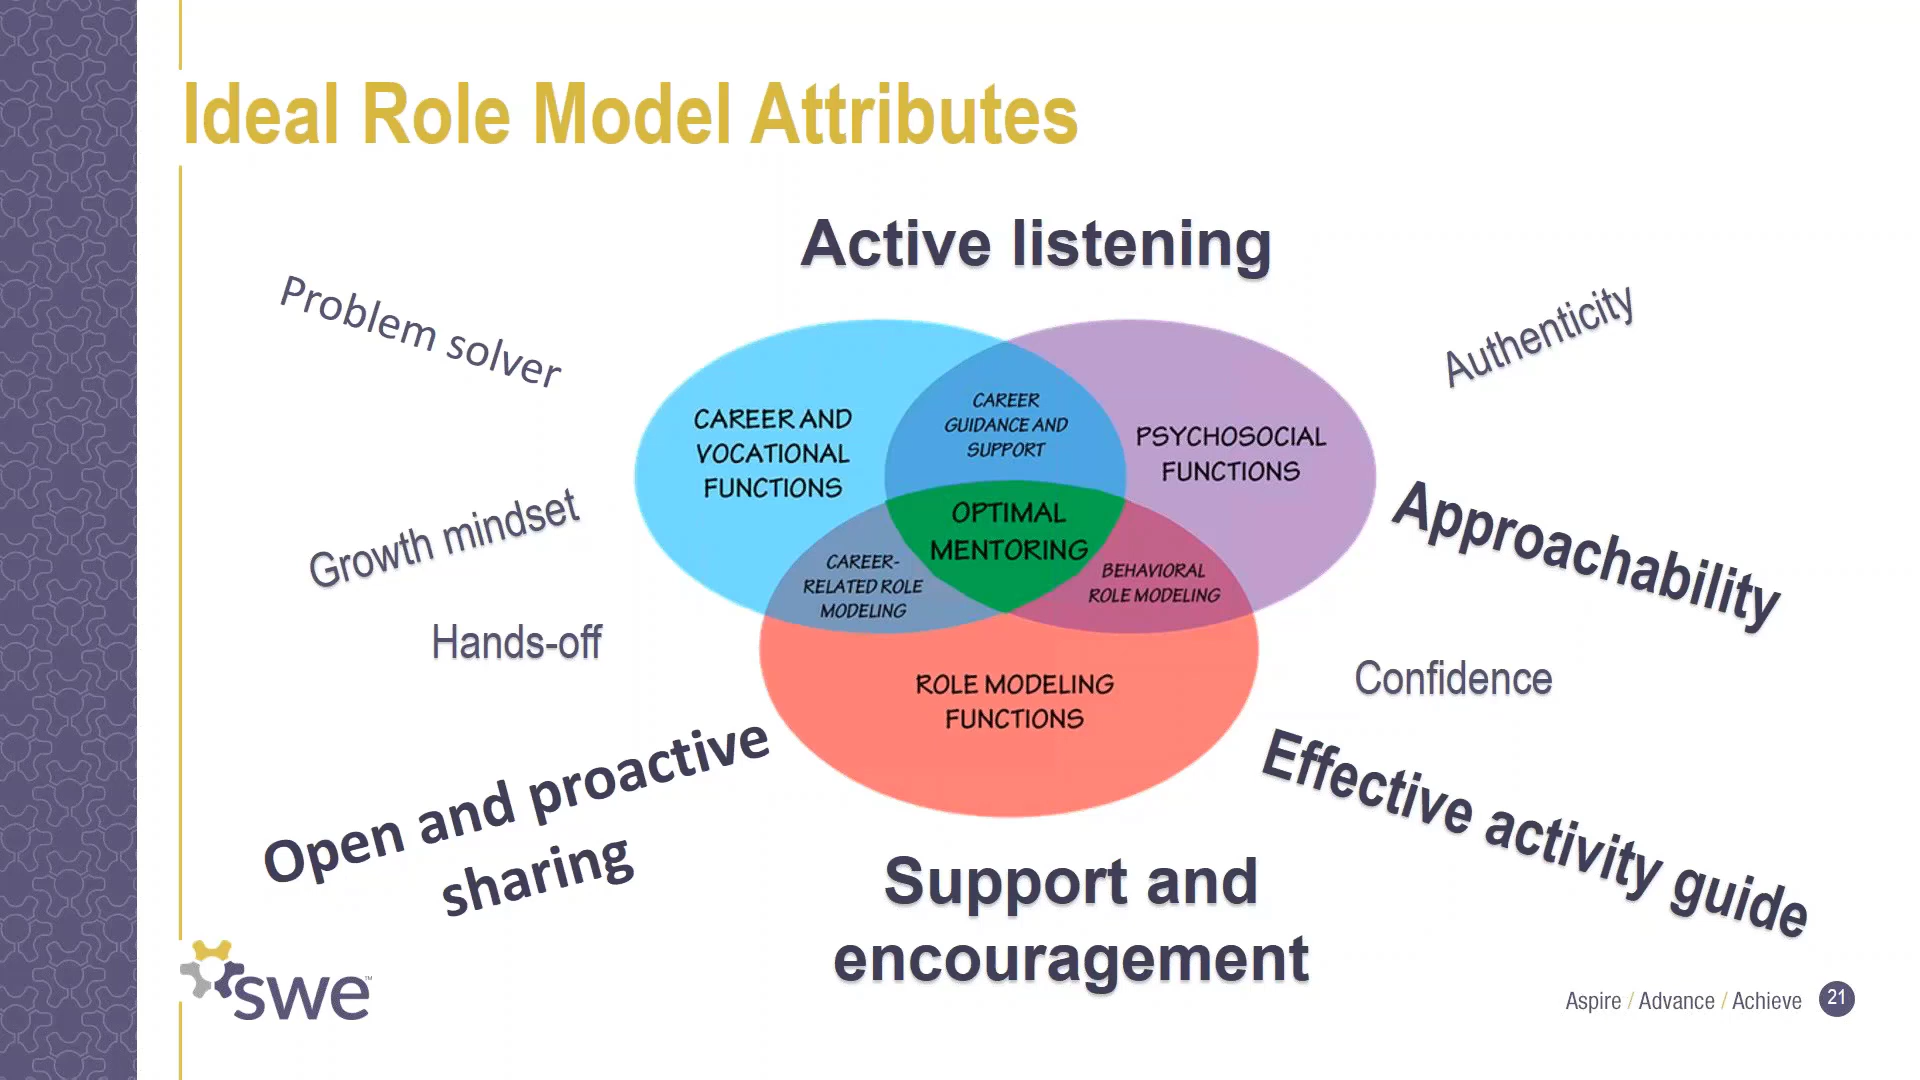 Ideal Role Model Attributes
Active listening
Problem solver
Authenticity
CAREER AND
VOCATIONAL
FUNCTIONS
CAREER
GUIDANCE AND
SUPPORT
PSYCHOSOCIAL
FUNCTIONS
OPTIMAL
MENTORING
CAREER-
RELATED ROLE
MODELING
BEHAVIORAL
ROLE MODELING
ROLE MODELING
FUNCTIONS
Growth mindset
Approachability
Hands-off
Confidence
Open and proactive
sharing
Effective activity guide
Support and
encouragement
swe™
Aspire / Advance / Achieve 21